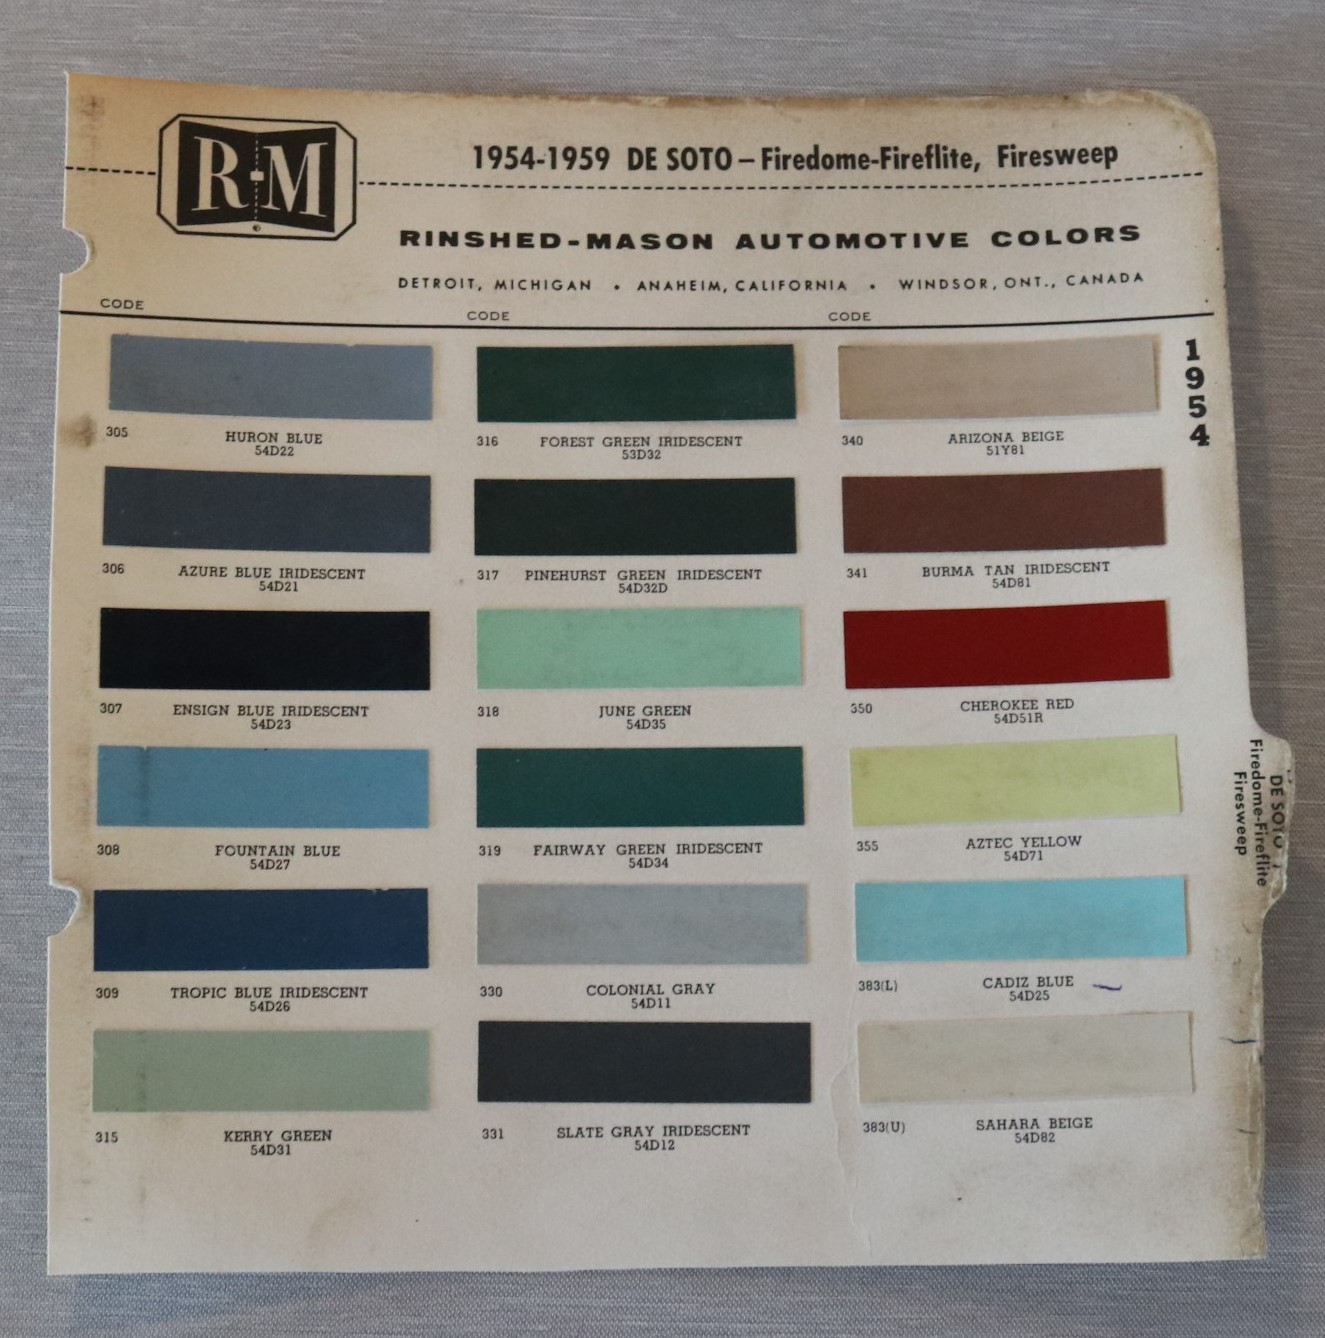 R-M
1954-1959 DE SOTO – Firedome-Fireflite, Firesweep
RINSHED-MASON AUTOMOTIVE COLORS
DETROIT, MICHIGAN • ANAHEIM, CALIFORNIA • WINDSOR, ONT., CANADA
CODE CODE CODE
1954
305 HURON BLUE
54D22
316 FOREST GREEN IRIDESCENT
53D32
340 ARIZONA BEIGE
51Y81
306 AZURE BLUE IRIDESCENT
54D21
317 PINEHURST GREEN IRIDESCENT
54D32D
341 BURMA TAN IRIDESCENT
54D81
307 ENSIGN BLUE IRIDESCENT
54D23
318 JUNE GREEN
54D35
350 CHEROKEE RED
54D51R
308 FOUNTAIN BLUE
54D27
319 FAIRWAY GREEN IRIDESCENT
54D34
355 AZTEC YELLOW
54D71
309 TROPIC BLUE IRIDESCENT
54D26
330 COLONIAL GRAY
54D11
383(L) CADIZ BLUE
54D25
315 KERRY GREEN
54D31
331 SLATE GRAY IRIDESCENT
54D12
383(U) SAHARA BEIGE
54D82
DE SOTO
Firedome-Fireflite
Firesweep